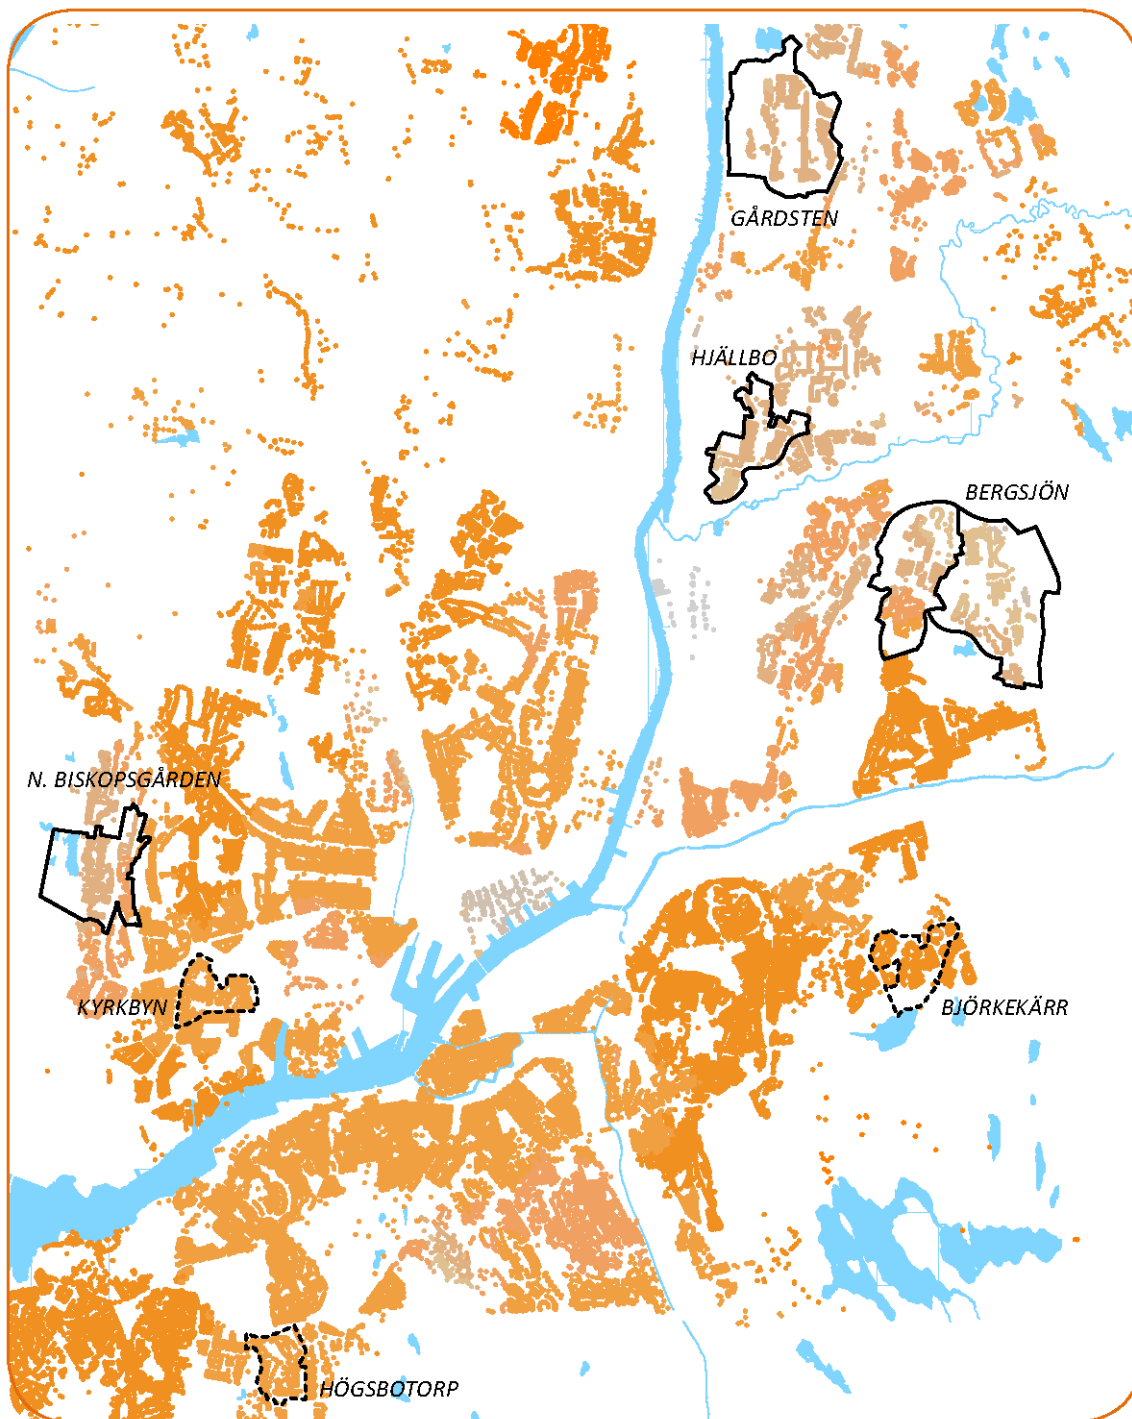 GÅRDSTEN
HJÄLLBO
BERGSJÖN
N. BISKOPSGÅRDEN
KYRKBYN
BJÖRKEKÄRR
HÖGSBOTORP